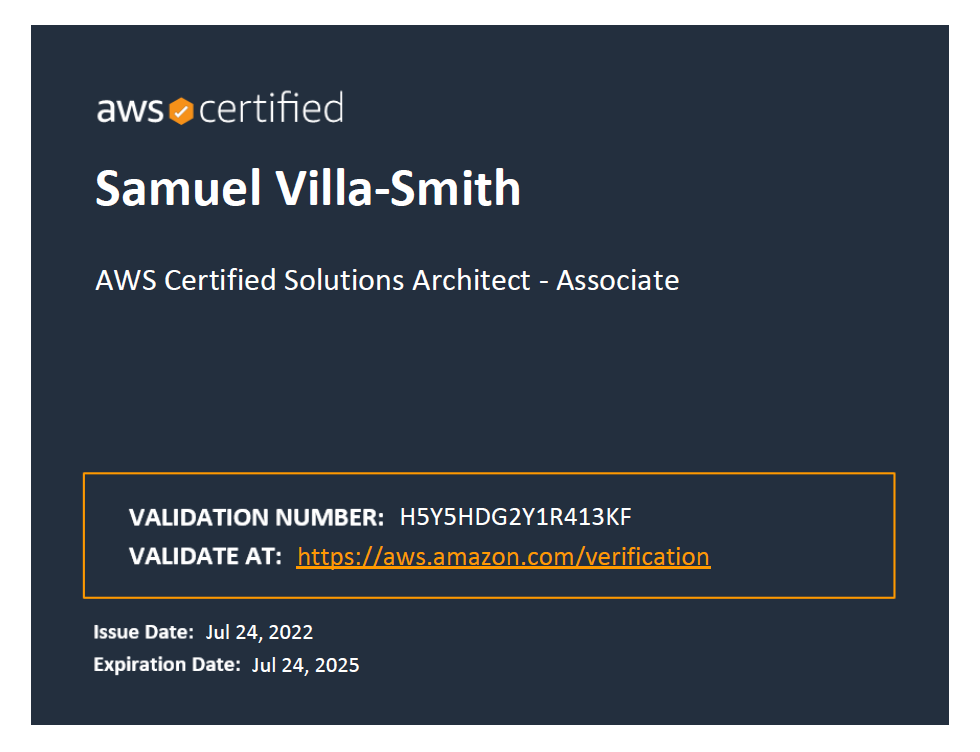 aws certified
Samuel Villa-Smith
AWS Certified Solutions Architect - Associate
VALIDATION NUMBER: H5Y5HDG2Y1R413KF
VALIDATE AT: https://aws.amazon.com/verification
Issue Date: Jul 24, 2022
Expiration Date: Jul 24, 2025